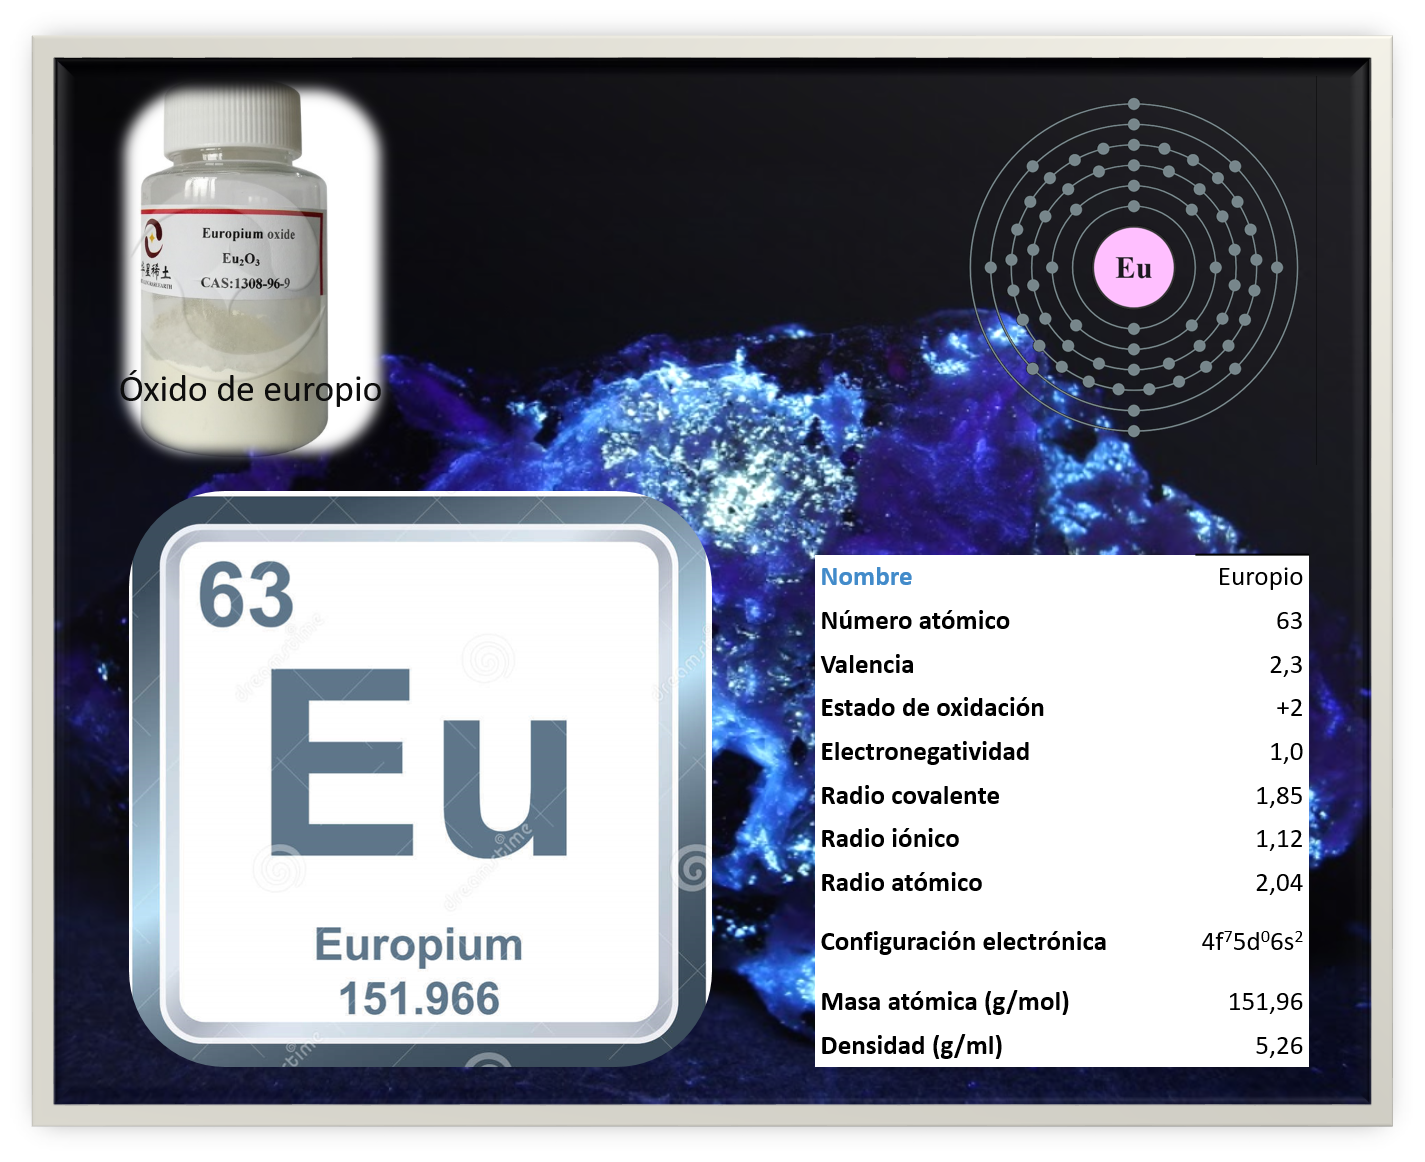 Europium oxide
Eu₂O₃
CAS:1308-96-9
Óxido de europio
Eu
63
Eu
Europium
151.966
dreamstime
Nombre Europio
Número atómico 63
Valencia 2,3
Estado de oxidación +2
Electronegatividad 1,0
Radio covalente 1,85
Radio iónico 1,12
Radio atómico 2,04
Configuración electrónica 4f⁷5d⁰6s²
Masa atómica (g/mol) 151,96
Densidad (g/ml) 5,26